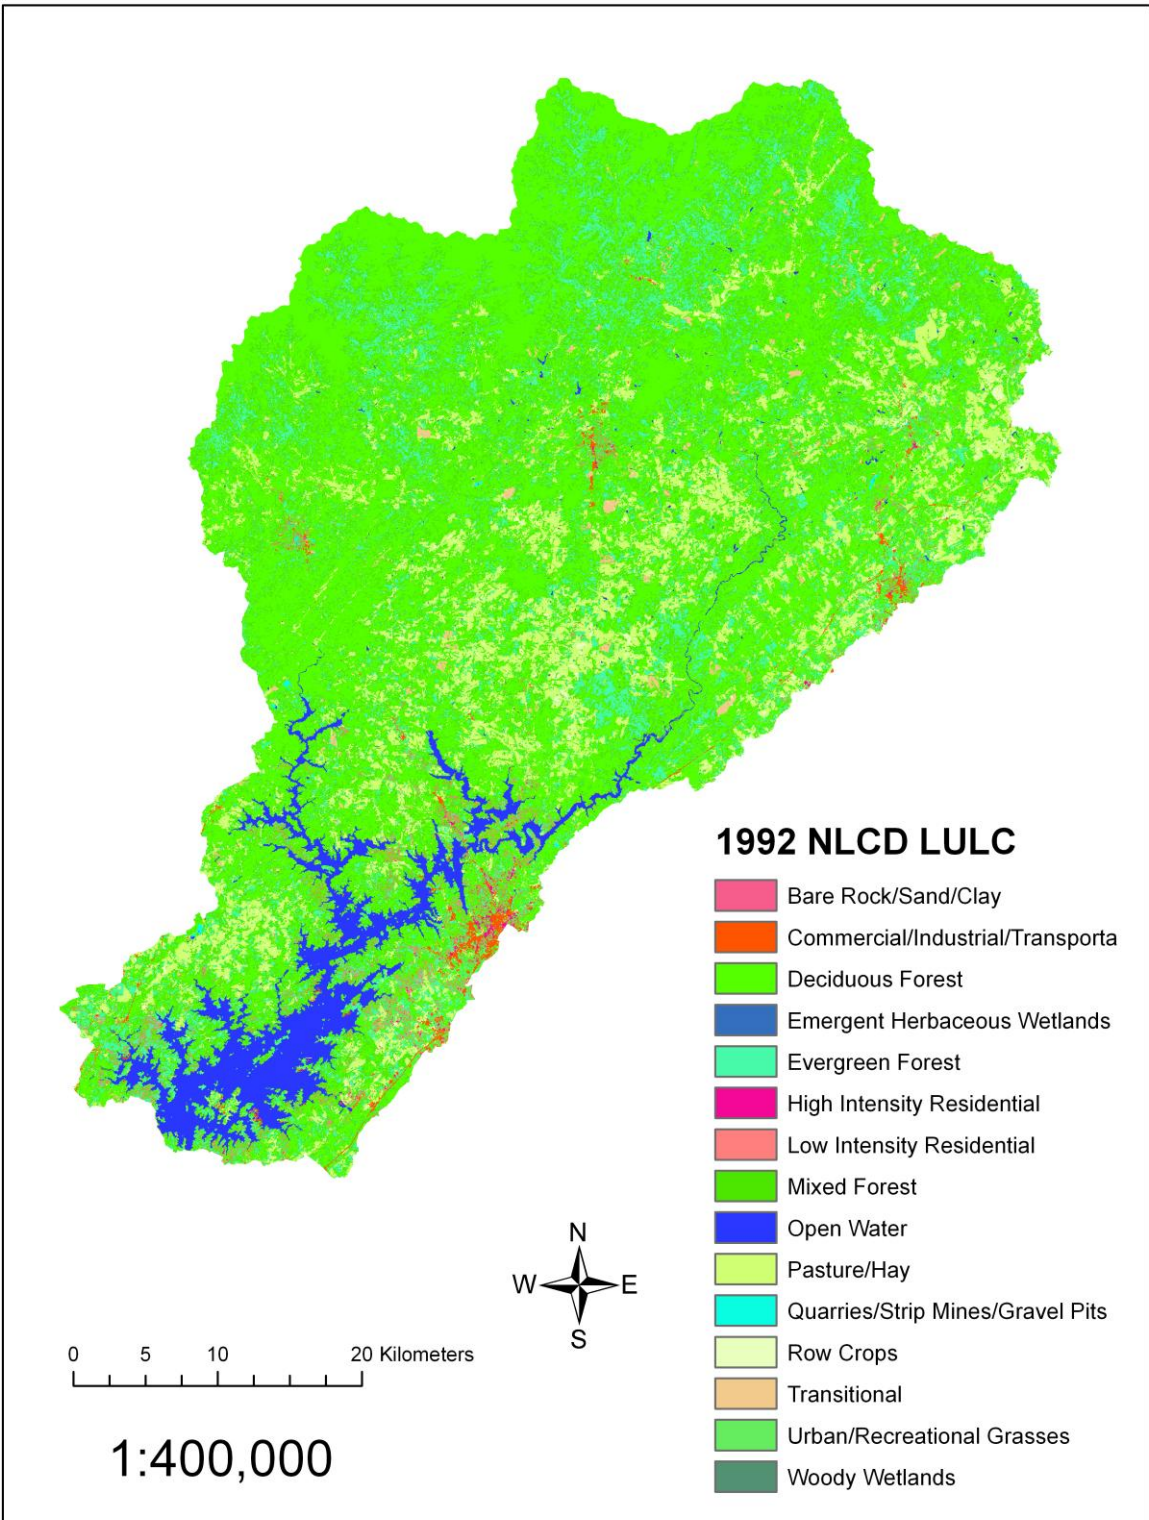 1992 NLCD LULC
Bare Rock/Sand/Clay
Commercial/Industrial/Transporta
Deciduous Forest
Emergent Herbaceous Wetlands
Evergreen Forest
High Intensity Residential
Low Intensity Residential
Mixed Forest
Open Water
Pasture/Hay
Quarries/Strip Mines/Gravel Pits
Row Crops
Transitional
Urban/Recreational Grasses
Woody Wetlands
N
W E
S
0 5 10 20 Kilometers
1:400,000